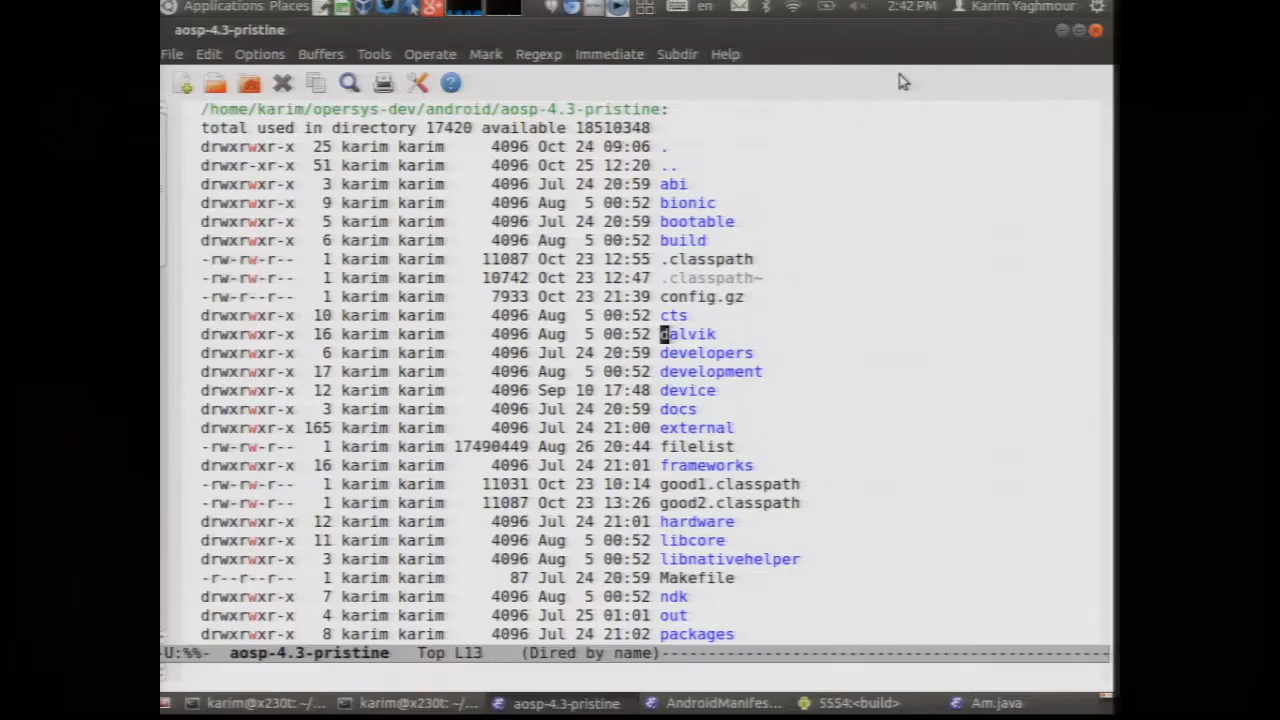 Applications Places en 2:42 PM Karim Yaghmour
aosp-4.3-pristine
File Edit Options Buffers Tools Operate Mark Regexp Immediate Subdir Help
/home/karim/opersys-dev/android/aosp-4.3-pristine:
total used in directory 17420 available 18510348
drwxrwxr-x 25 karim karim 4096 Oct 24 09:06 .
drwxr-xr-x 51 karim karim 4096 Oct 25 12:20 ..
drwxrwxr-x 3 karim karim 4096 Jul 24 20:59 abi
drwxrwxr-x 9 karim karim 4096 Aug 5 00:52 bionic
drwxrwxr-x 5 karim karim 4096 Jul 24 20:59 bootable
drwxrwxr-x 6 karim karim 4096 Aug 5 00:52 build
-rw-rw-r-- 1 karim karim 11087 Oct 23 12:55 .classpath
-rw-rw-r-- 1 karim karim 10742 Oct 23 12:47 .classpath~
-rw-r--r-- 1 karim karim 7933 Oct 23 21:39 config.gz
drwxrwxr-x 10 karim karim 4096 Aug 5 00:52 cts
drwxrwxr-x 16 karim karim 4096 Aug 5 00:52 dalvik
drwxrwxr-x 6 karim karim 4096 Jul 24 20:59 developers
drwxrwxr-x 17 karim karim 4096 Aug 5 00:52 development
drwxrwxr-x 12 karim karim 4096 Sep 10 17:48 device
drwxrwxr-x 3 karim karim 4096 Jul 24 20:59 docs
drwxrwxr-x 165 karim karim 4096 Jul 24 21:00 external
-rw-rw-r-- 1 karim karim 17490449 Aug 26 20:44 filelist
drwxrwxr-x 16 karim karim 4096 Jul 24 21:01 frameworks
-rw-rw-r-- 1 karim karim 11031 Oct 23 10:14 good1.classpath
-rw-rw-r-- 1 karim karim 11087 Oct 23 13:26 good2.classpath
drwxrwxr-x 12 karim karim 4096 Jul 24 21:01 hardware
drwxrwxr-x 11 karim karim 4096 Aug 5 00:52 libcore
drwxrwxr-x 3 karim karim 4096 Aug 5 00:52 libnativehelper
-r--r--r-- 1 karim karim 87 Jul 24 20:59 Makefile
drwxrwxr-x 7 karim karim 4096 Aug 5 00:52 ndk
drwxrwxr-x 4 karim karim 4096 Jul 25 01:01 out
drwxrwxr-x 8 karim karim 4096 Jul 24 21:02 packages
-U:%%- aosp-4.3-pristine Top L13 (Dired by name)------------------------------------------------
karim@x230t: ~/... karim@x230t: ~/... aosp-4.3-pristine AndroidManifes... 5554:<build> Am.java